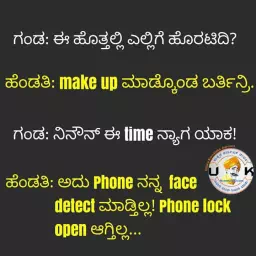 ಗಂಡ: ಈ ಹೊತ್ತಲ್ಲಿ ಎಲ್ಲಿಗೆ ಹೊರಟಿದಿ?
ಹೆಂಡತಿ: make up ಮಾಡ್ಕೊಂಡ ಬರ್ತಿನ್ರಿ.
ಗಂಡ: ನಿನೌನ್ ಈ time ನ್ಯಾಗ ಯಾಕ!
ಹೆಂಡತಿ: ಅದು Phone ನನ್ನ face
detect ಮಾಡ್ತಿಲ್ಲ! Phone lock
open ಆಗ್ತಿಲ್ಲ...
U K